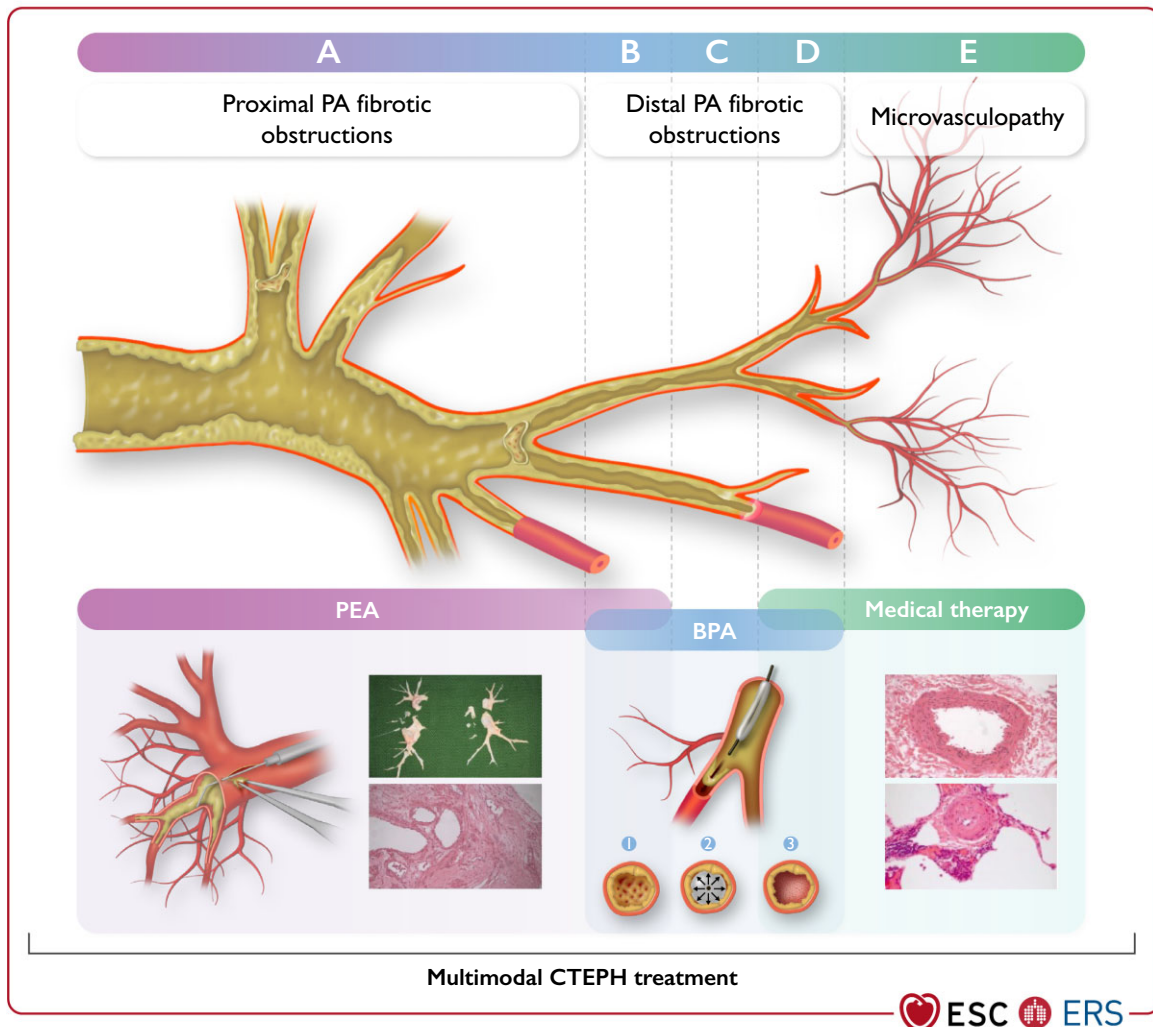 A B C D E
Proximal PA fibrotic
obstructions
Distal PA fibrotic
obstructions
Microvasculopathy
PEA
BPA
Medical therapy
1 2 3
Multimodal CTEPH treatment
ESC ERS